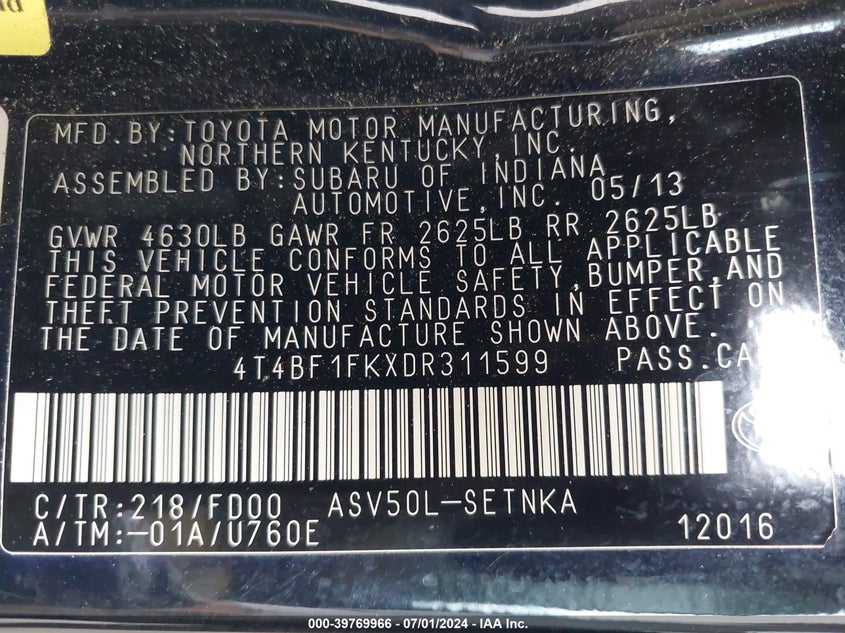 MFD.BY:TOYOTA MOTOR MANUFACTURING,
NORTHERN KENTUCKY,INC.
ASSEMBLED BY:SUBARU OF INDIANA
AUTOMOTIVE,INC. 05/13
GVWR 4630LB GAWR FR 2625LB RR 2625LB
THIS VEHICLE CONFORMS TO ALL APPLICABLE
FEDERAL MOTOR VEHICLE SAFETY,BUMPER,AND
THEFT PREVENTION STANDARDS IN EFFECT ON
THE DATE OF MANUFACTURE SHOWN ABOVE.
4T4BF1FKXDR311599 PASS.CA
C/TR:218/FD00 ASV50L-SETNKA
A/TM:-01A/U760E 12016
000-39769966 - 07/01/2024 - IAA Inc.